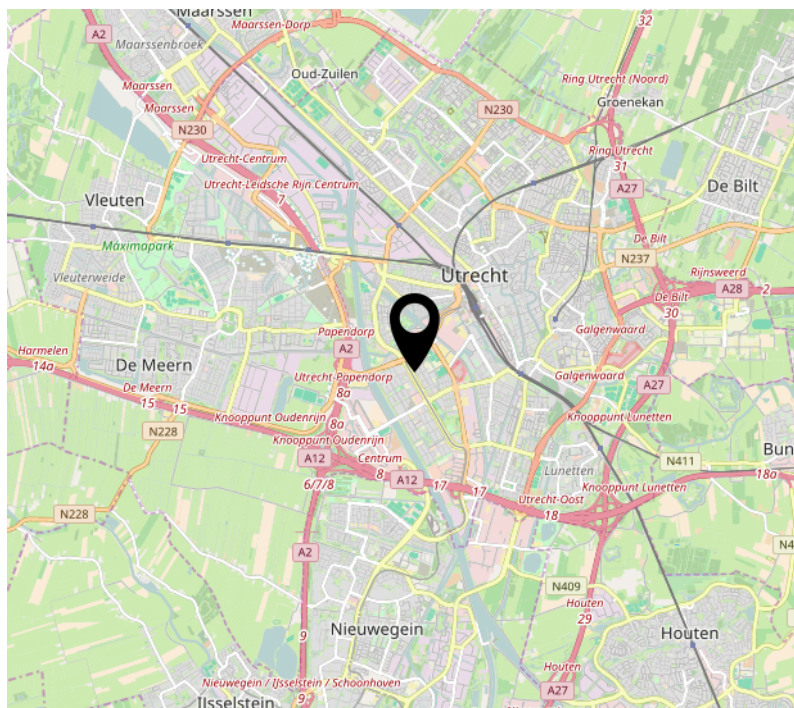 Maarssen
Maarssen-Dorp
32
A2
Maarssenbroek
Oud-Zuilen
Ring Utrecht (Noord)
Maarssen
Maarssen
N230
Groenekan
N230
Utrecht-Centrum
Ring Utrecht
31
Utrecht-Leidsche Rijn Centrum
7
A27
De Bilt
Vleuten
Maximapark
De Bilt
N237
Vleuterweide
Utrecht
Rijnsweerd
A28
2
De Bilt
30
Papendorp
Galgenwaard
Harmelen
14a
A2
De Meern
Utrecht-Papendorp
8a
Galgenwaard
A27
De Meern
15
15
Knooppunt Oudenrijn
8a
Knooppunt Lunetten
N228
Knooppunt Oudenrijn
A12
Centrum
8
Lunetten
N411
Bun
6/7/8
A12
17
17
Knooppunt Lunetten
18a
Utrecht-Oost
18
N228
A2
N4
N409
Houten
29
9
Nieuwegein
Houten
Houten
Nieuwegein / IJsselstein / Schoonhoven
9
A27
IJsselstein